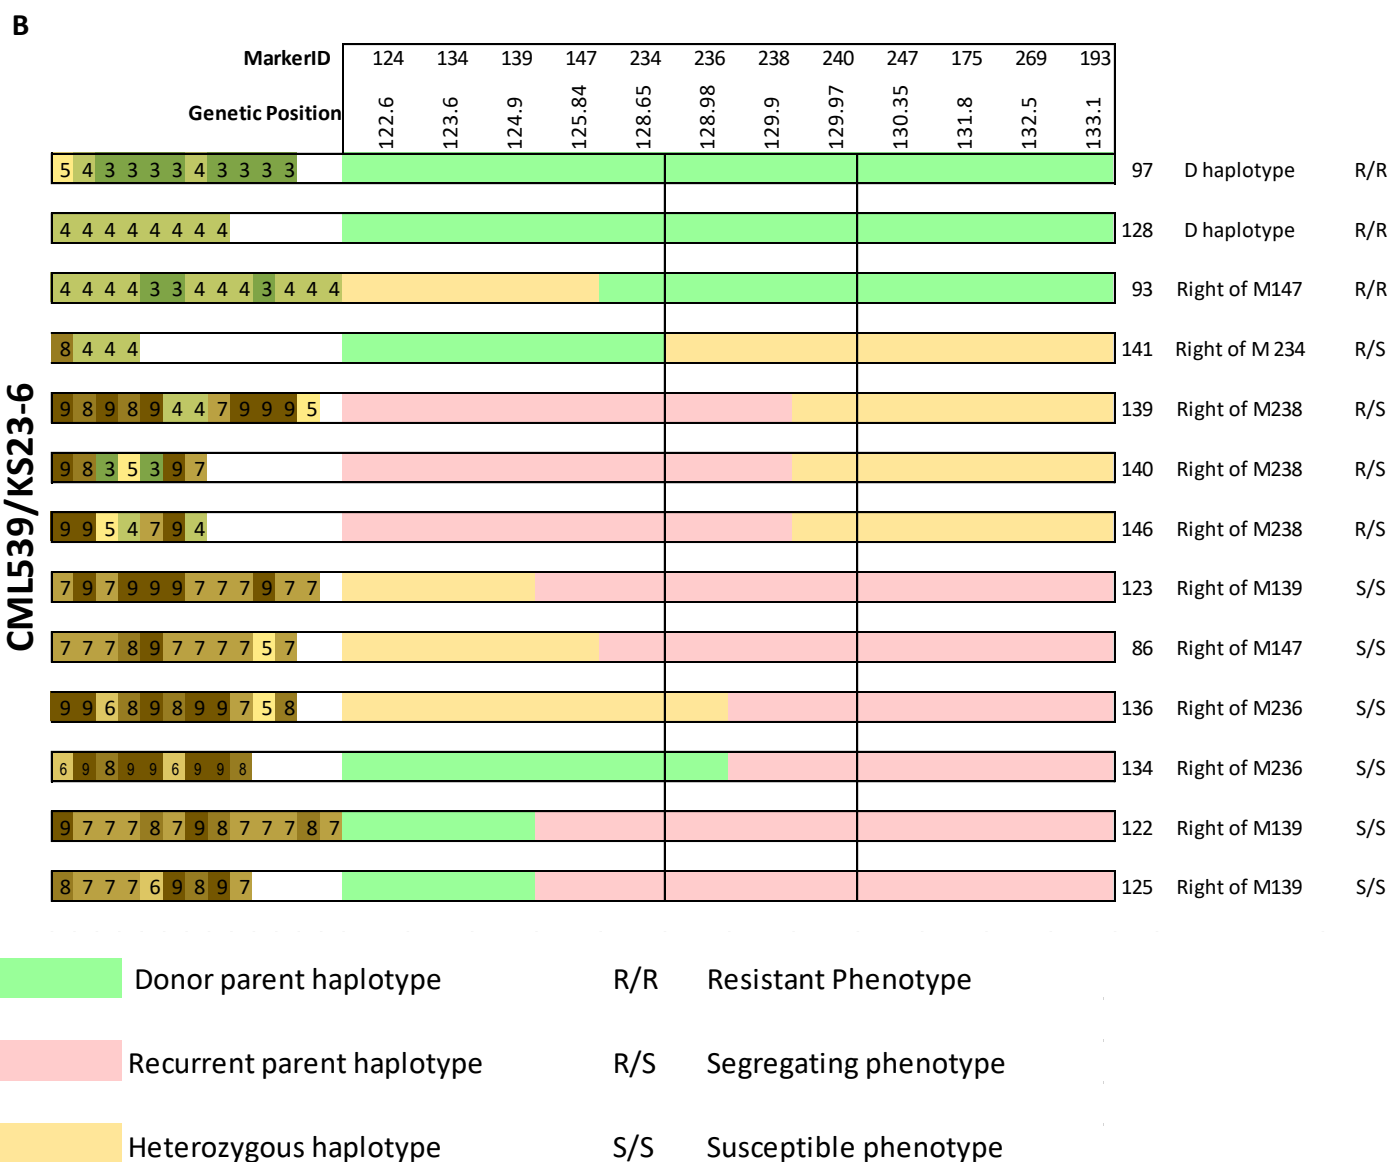 B
MarkerID 124 134 139 147 234 236 238 240 247 175 269 193
Genetic Position 122.6 123.6 124.9 125.84 128.65 128.98 129.9 129.97 130.35 131.8 132.5 133.1
CML539/KS23-6
5 4 3 3 3 3 4 3 3 3 3 97 D haplotype R/R
4 4 4 4 4 4 4 4 128 D haplotype R/R
4 4 4 4 3 3 4 4 4 3 4 4 4 93 Right of M147 R/R
8 4 4 4 141 Right of M 234 R/S
9 8 9 8 9 4 4 7 9 9 9 5 139 Right of M238 R/S
9 8 3 5 3 9 7 140 Right of M238 R/S
9 9 5 4 7 9 4 146 Right of M238 R/S
7 9 7 9 9 9 7 7 7 9 7 7 123 Right of M139 S/S
7 7 7 8 9 7 7 7 7 5 7 86 Right of M147 S/S
9 9 6 8 9 8 9 9 7 5 8 136 Right of M236 S/S
6 9 8 9 9 6 9 9 8 134 Right of M236 S/S
9 7 7 7 8 7 9 8 7 7 7 8 7 122 Right of M139 S/S
8 7 7 7 6 9 8 9 7 125 Right of M139 S/S
Donor parent haplotype R/R Resistant Phenotype
Recurrent parent haplotype R/S Segregating phenotype
Heterozygous haplotype S/S Susceptible phenotype